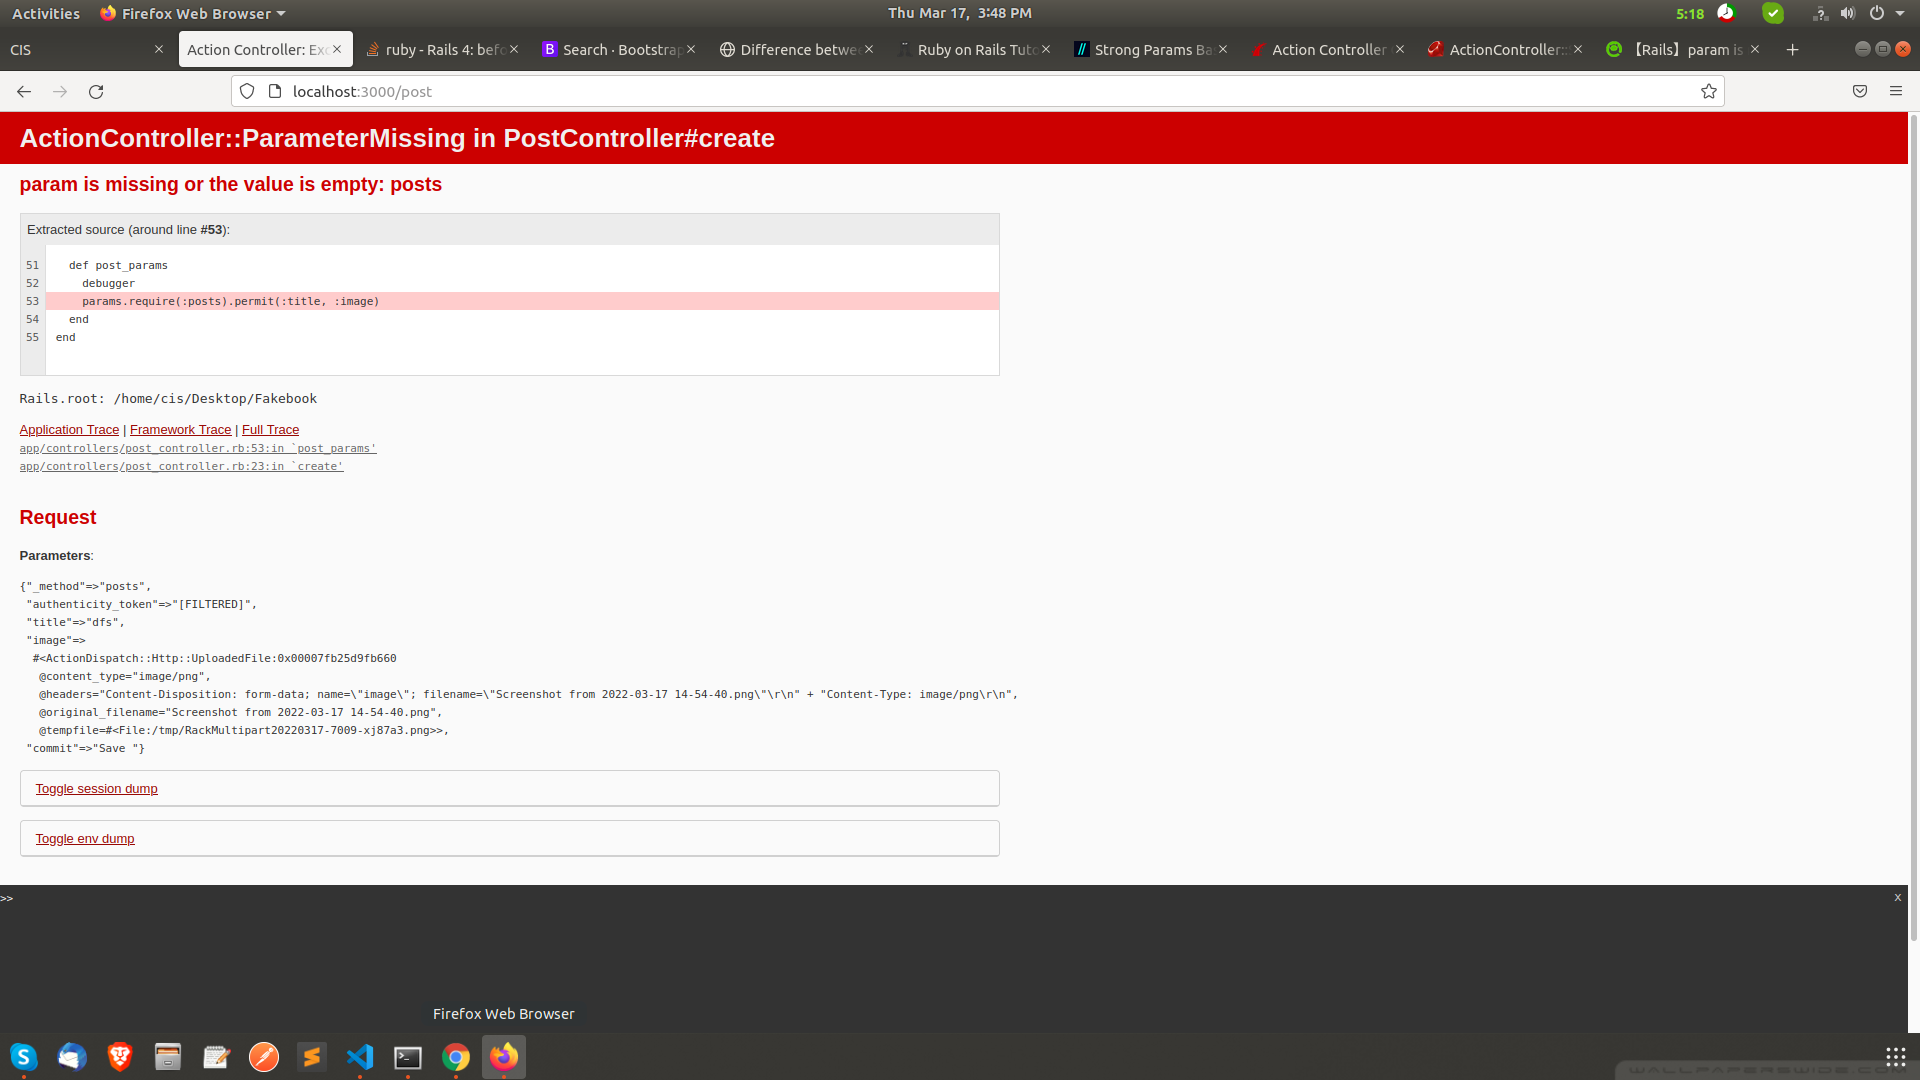 Activities Firefox Web Browser Thu Mar 17, 3:48 PM 5:18
CIS Action Controller: Exc ruby - Rails 4: befo Search · Bootstrap Difference betwe Ruby on Rails Tuto Strong Params Ba Action Controller ActionController:: 【Rails】param is
localhost:3000/post
ActionController::ParameterMissing in PostController#create
param is missing or the value is empty: posts
Extracted source (around line #53):
51 def post_params
52 debugger
53 params.require(:posts).permit(:title, :image)
54 end
55 end
Rails.root: /home/cis/Desktop/Fakebook
Application Trace | Framework Trace | Full Trace
app/controllers/post_controller.rb:53:in `post_params'
app/controllers/post_controller.rb:23:in `create'
Request
Parameters:
{"_method"=>"posts",
"authenticity_token"=>"[FILTERED]",
"title"=>"dfs",
"image"=>
#<ActionDispatch::Http::UploadedFile:0x00007fb25d9fb660
@content_type="image/png",
@headers="Content-Disposition: form-data; name=\"image\"; filename=\"Screenshot from 2022-03-17 14-54-40.png\"\r\n" + "Content-Type: image/png\r\n",
@original_filename="Screenshot from 2022-03-17 14-54-40.png",
@tempfile=#<File:/tmp/RackMultipart20220317-7009-xj87a3.png>>,
"commit"=>"Save "}
Toggle session dump
Toggle env dump
>> x
Firefox Web Browser